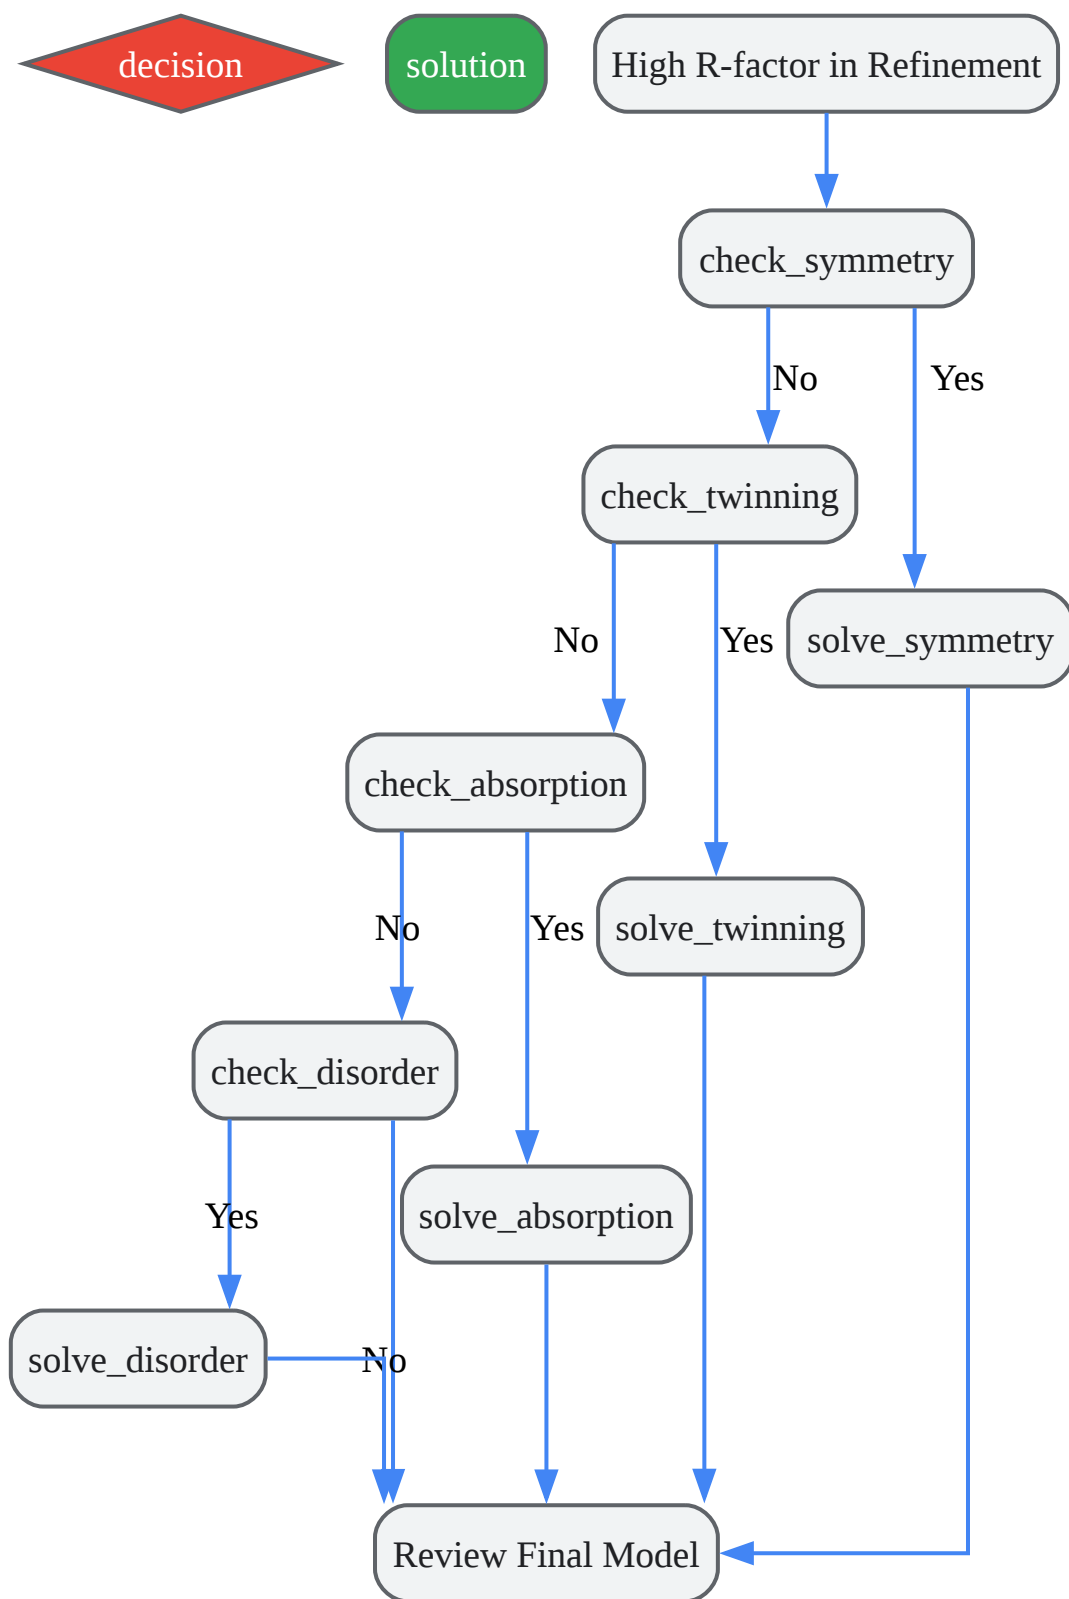 decision
solution
High R-factor in Refinement
check_symmetry
No
Yes
check_twinning
No
Yes
solve_symmetry
check_absorption
No
Yes
solve_twinning
check_disorder
Yes
solve_absorption
solve_disorder
No
Review Final Model